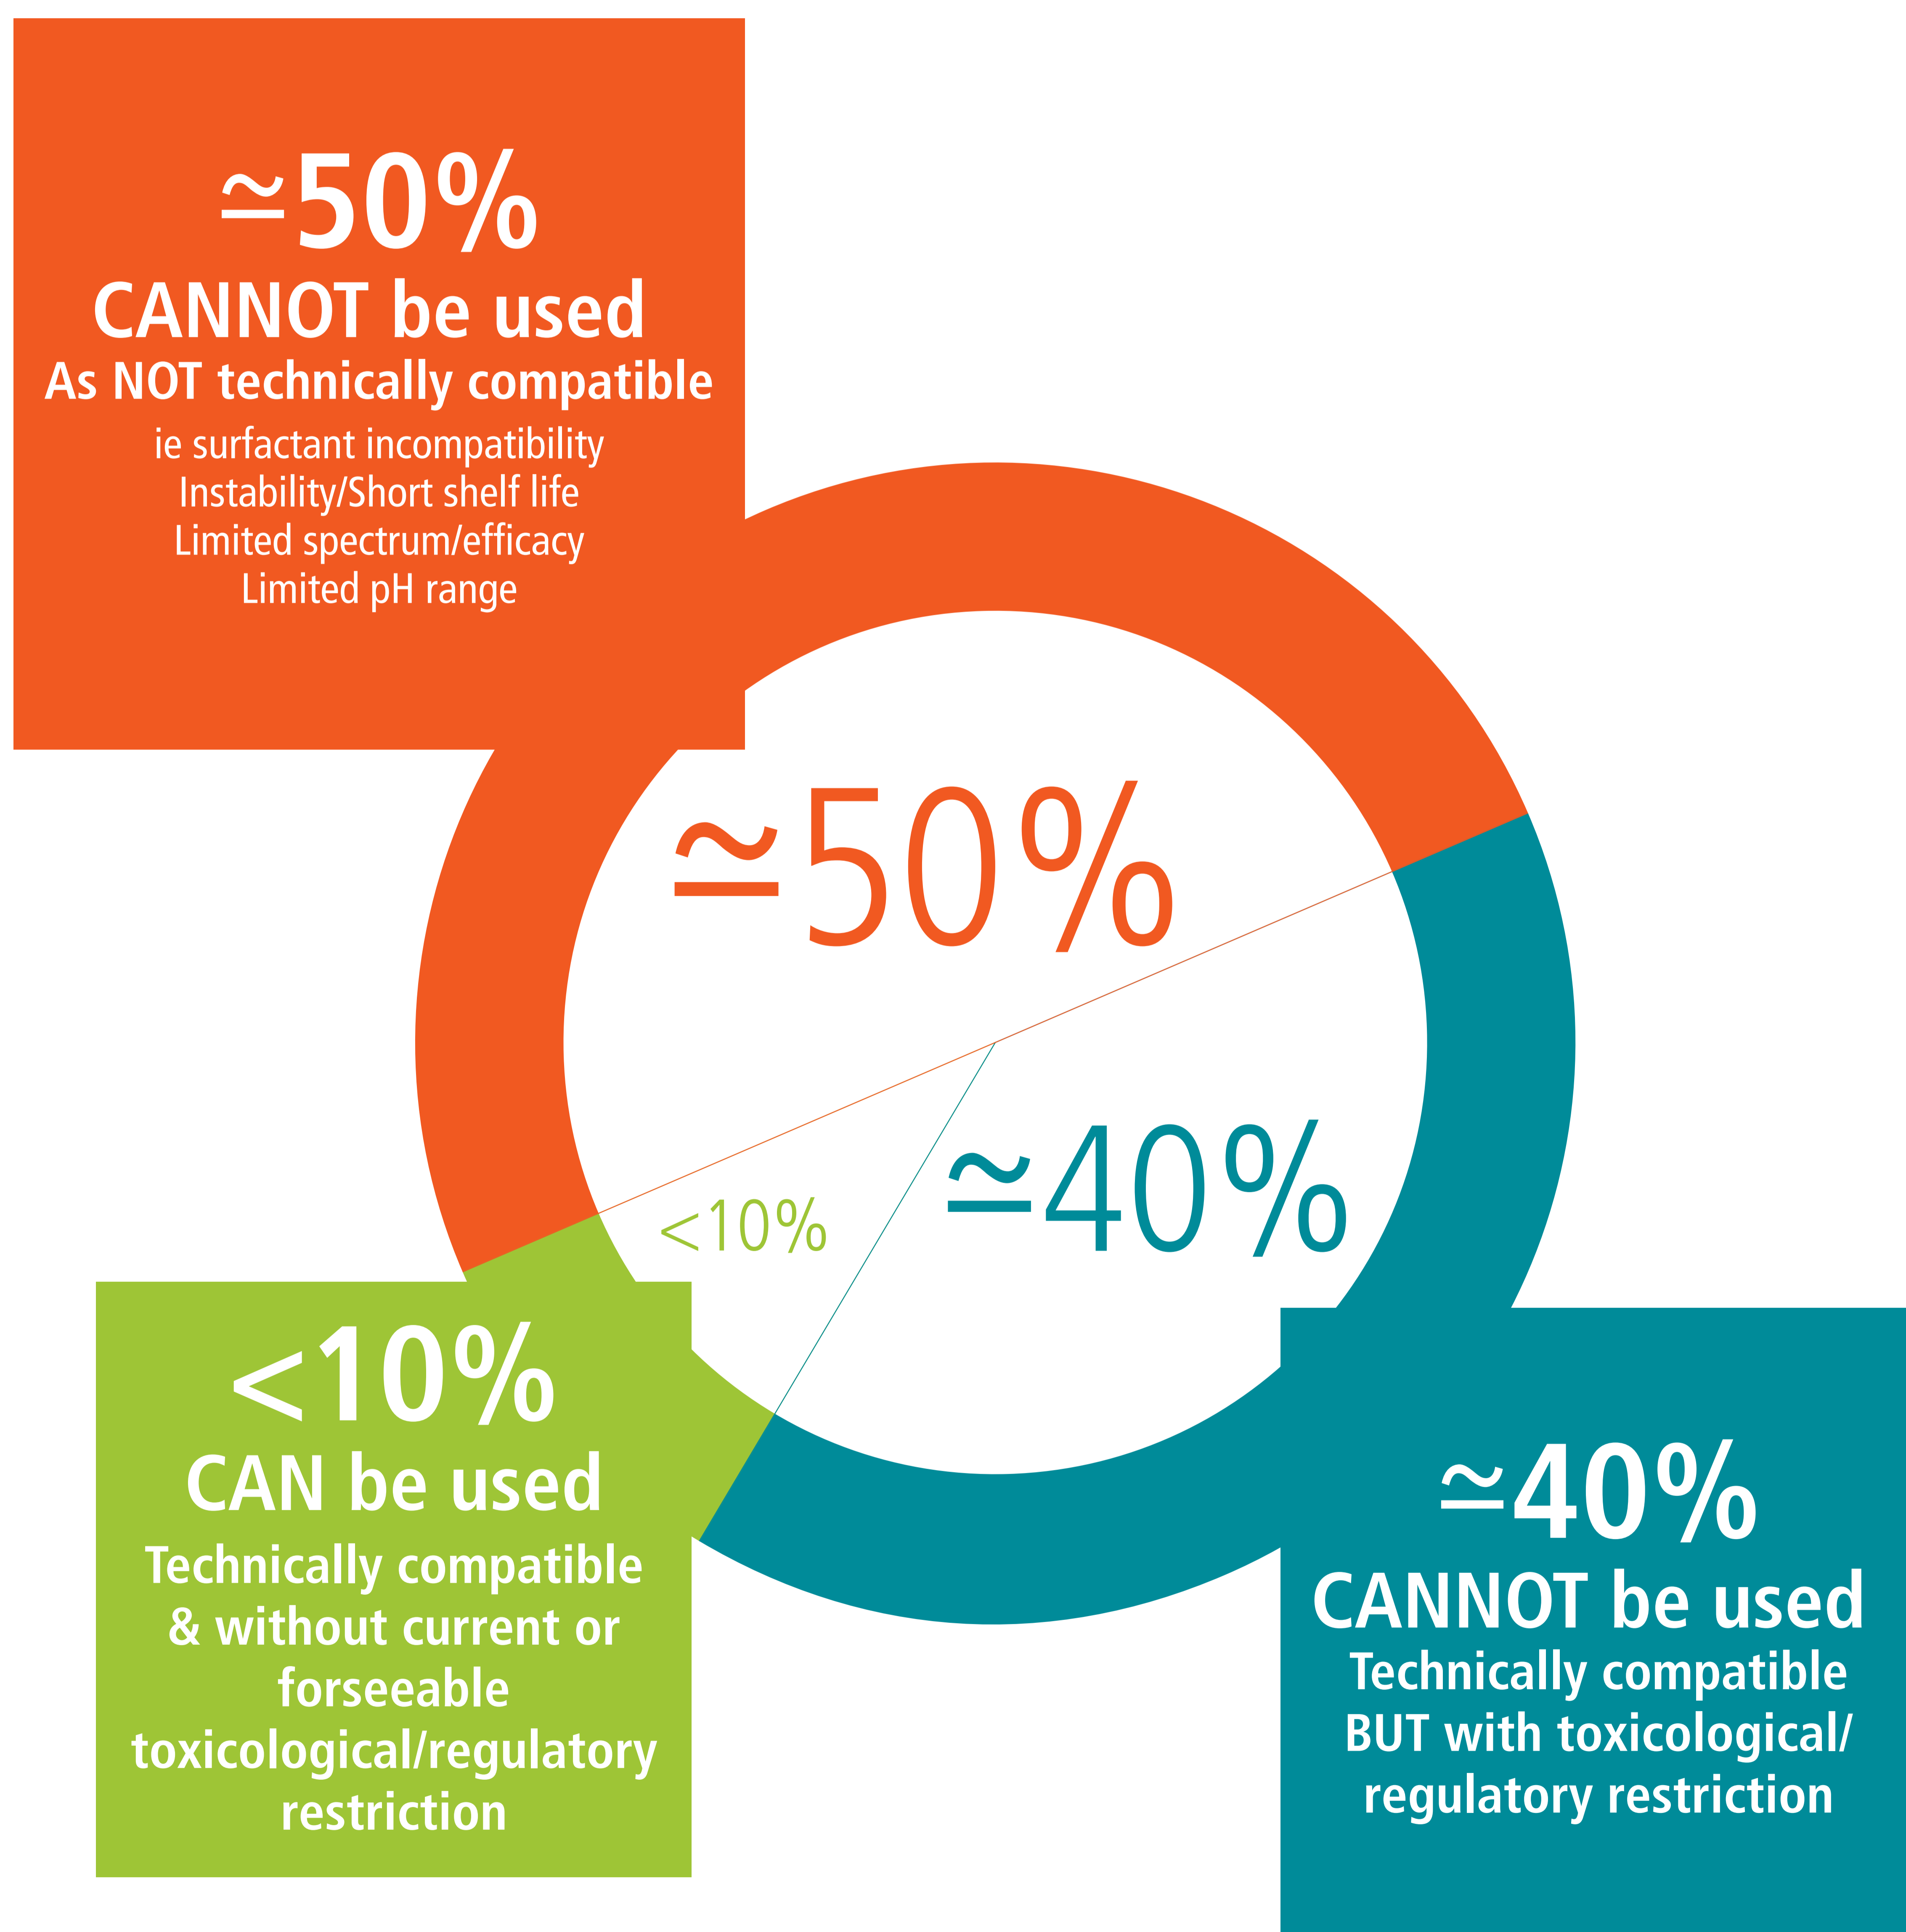 ≃50%
CANNOT be used
As NOT technically compatible
ie surfactant incompatibility
Instability/Short shelf life
Limited spectrum/efficacy
Limited pH range
≃50%
≃40%
<10%
<10%
CAN be used
Technically compatible
& without current or
forseeable
toxicological/regulatory
restriction
≃40%
CANNOT be used
Technically compatible
BUT with toxicological/
regulatory restriction